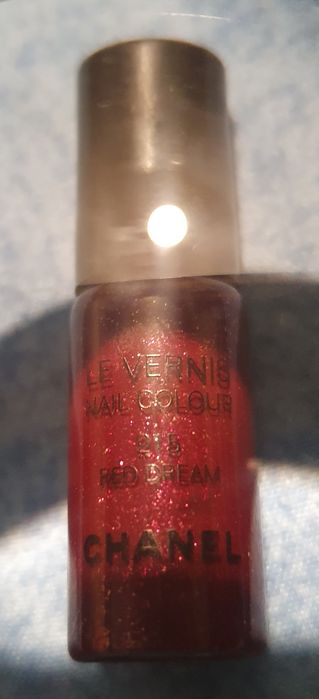 LE VERNIS
NAIL COLOUR
215
RED DREAM
CHANEL